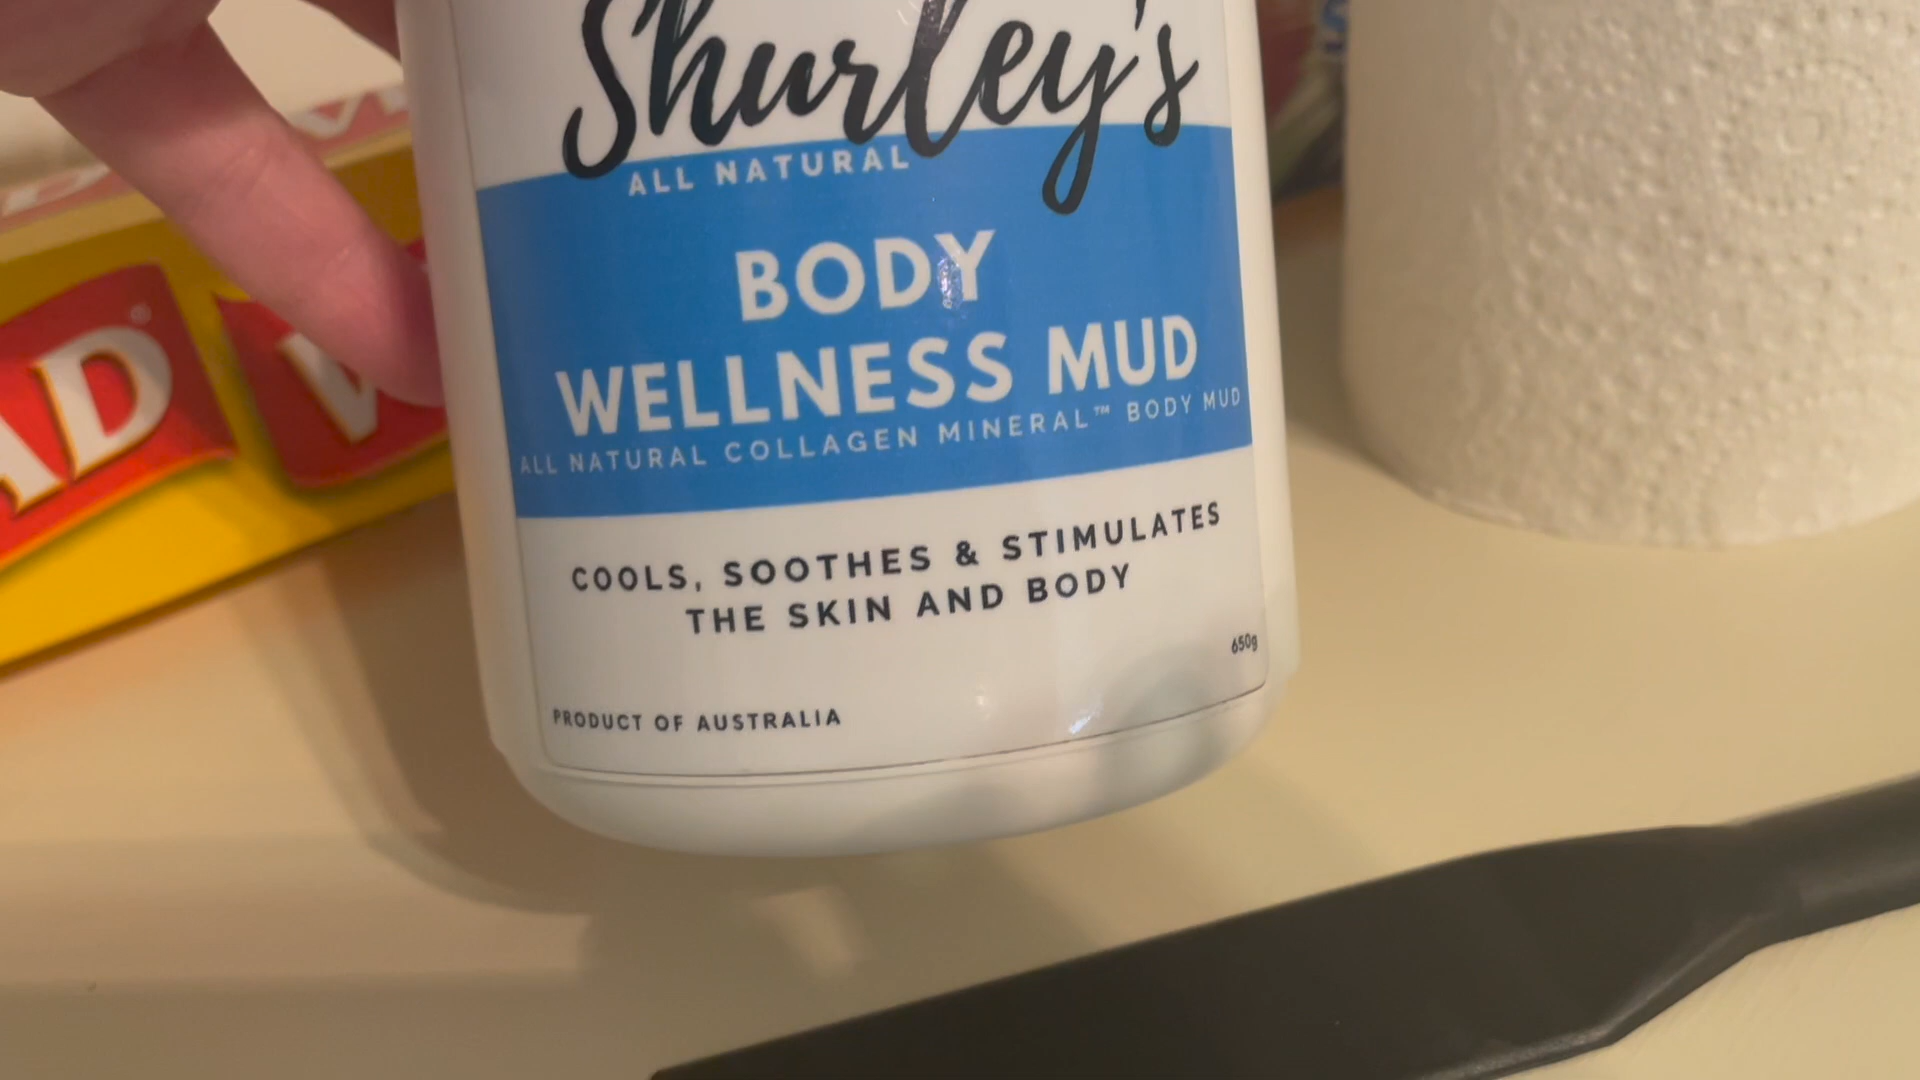 Shurley's
ALL NATURAL
BODY
WELLNESS MUD
ALL NATURAL COLLAGEN MINERAL™ BODY MUD
COOLS, SOOTHES & STIMULATES
THE SKIN AND BODY
650g
PRODUCT OF AUSTRALIA